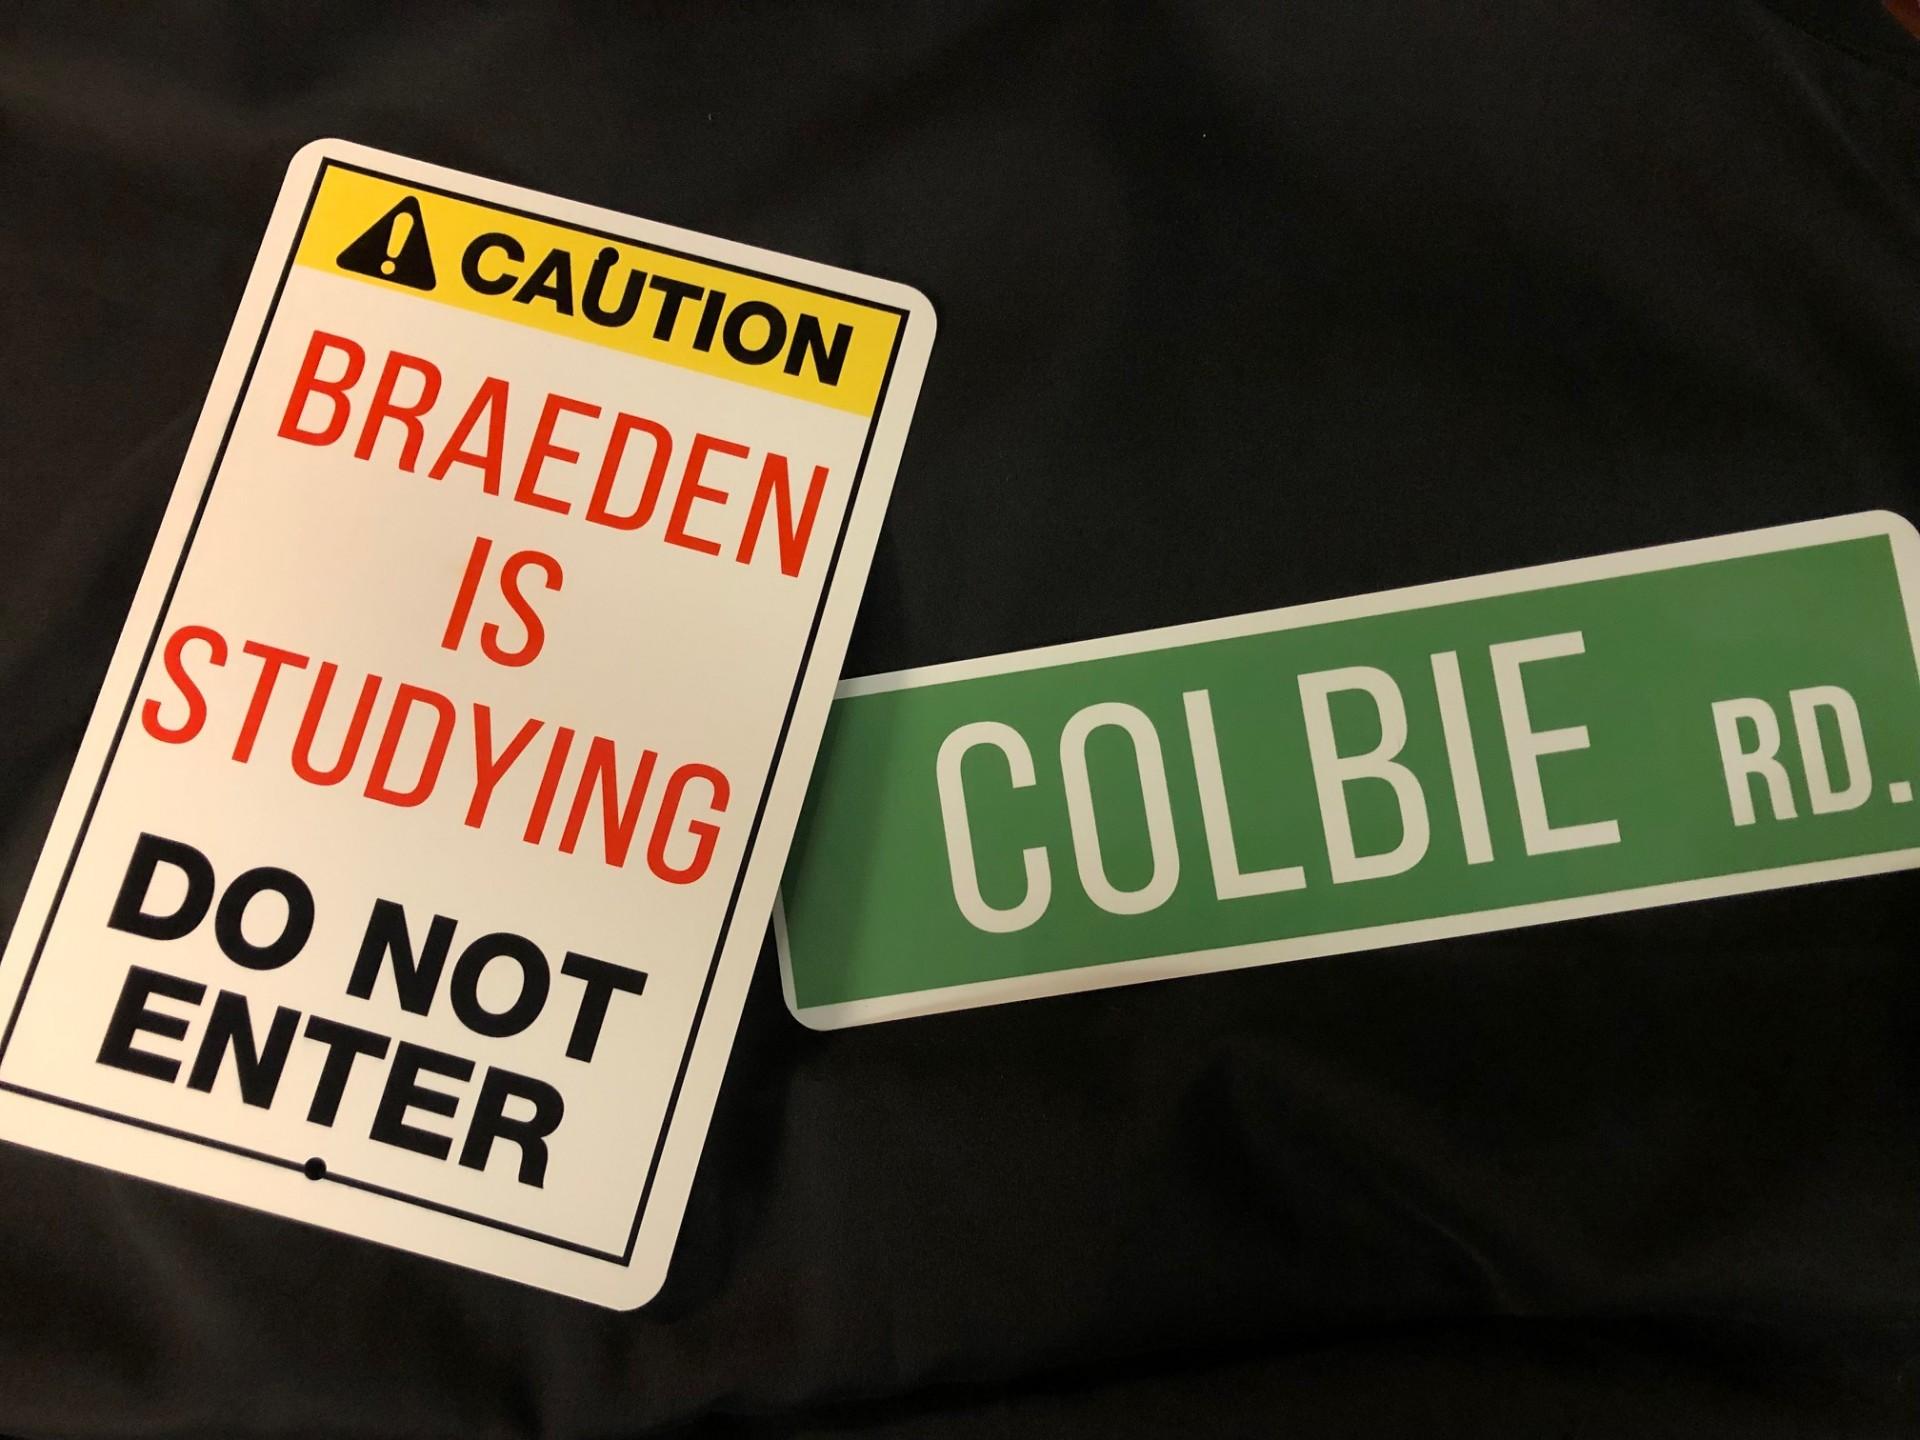 CAUTION
BRAEDEN
IS
STUDYING
DO NOT
ENTER
COLBIE RD.